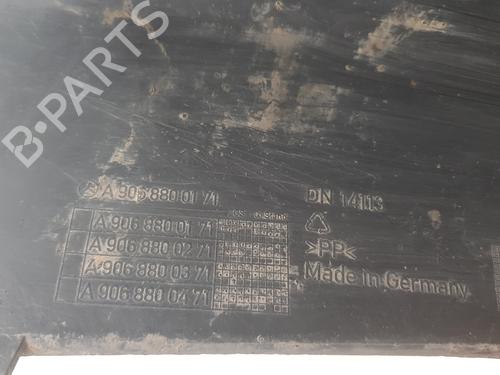 B-PARTS
A 906 880 01 71
A 906 880 01 71
A 906 880 02 71
A 906 880 03 71
A 906 880 04 71
DN 14113
>PP<
Made in Germany